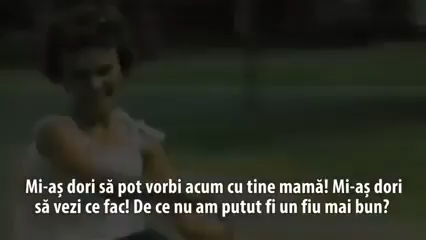 Mi-aș dori să pot vorbi acum cu tine mamă! Mi-aș dori
să vezi ce fac! De ce nu am putut fi un fiu mai bun?